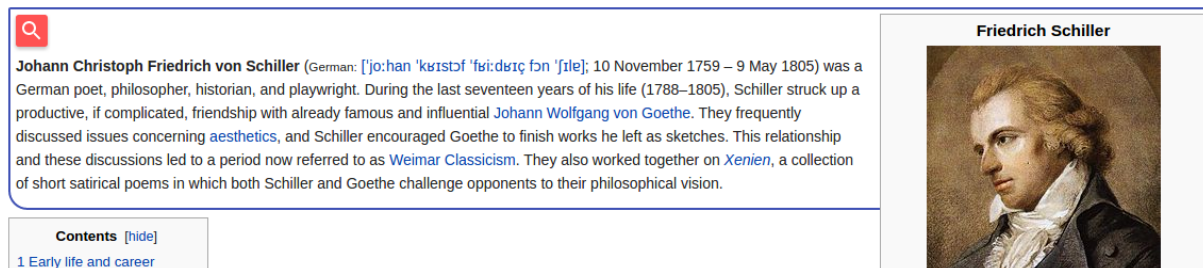 Johann Christoph Friedrich von Schiller (German: [ˈjoːhan ˈkʁɪstɔf ˈfʁiːdʁɪç fɔn ˈʃɪlɐ]; 10 November 1759 – 9 May 1805) was a
German poet, philosopher, historian, and playwright. During the last seventeen years of his life (1788–1805), Schiller struck up a
productive, if complicated, friendship with already famous and influential Johann Wolfgang von Goethe. They frequently
discussed issues concerning aesthetics, and Schiller encouraged Goethe to finish works he left as sketches. This relationship
and these discussions led to a period now referred to as Weimar Classicism. They also worked together on Xenien, a collection
of short satirical poems in which both Schiller and Goethe challenge opponents to their philosophical vision.
Friedrich Schiller
Contents [hide]
1 Early life and career